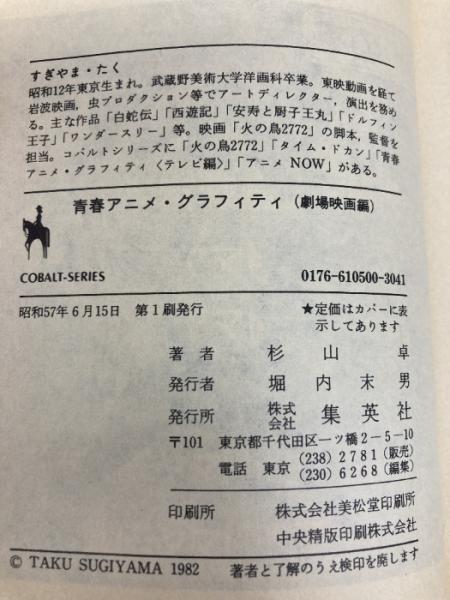 すぎやま・たく
昭和12年東京生まれ。武蔵野美術大学洋画科卒業。東映動画を経て
岩波映画，虫プロダクション等でアートディレクター，演出を務め
る。主な作品「白蛇伝」「西遊記」「安寿と厨子王丸」「ドルフィン
王子」「ワンダースリー」等。映画「火の鳥2772」の脚本，監督を
担当。コバルトシリーズに「火の鳥2772」「タイム・ドカン」「青春
アニメ・グラフィティ〈テレビ編〉」「アニメ NOW」がある。
青春アニメ・グラフィティ（劇場映画編）
COBALT-SERIES 0176-610500-3041
昭和57年6月15日 第1刷発行 ★定価はカバーに表
示してあります
著者 杉山卓
発行者 堀内末男
発行所 株式会社 集英社
〒101 東京都千代田区一ツ橋2-5-10
電話 東京 (238) 2781 (販売)
(230) 6268 (編集)
印刷所 株式会社美松堂印刷所
中央精版印刷株式会社
© TAKU SUGIYAMA 1982 著者と了解のうえ検印を廃します